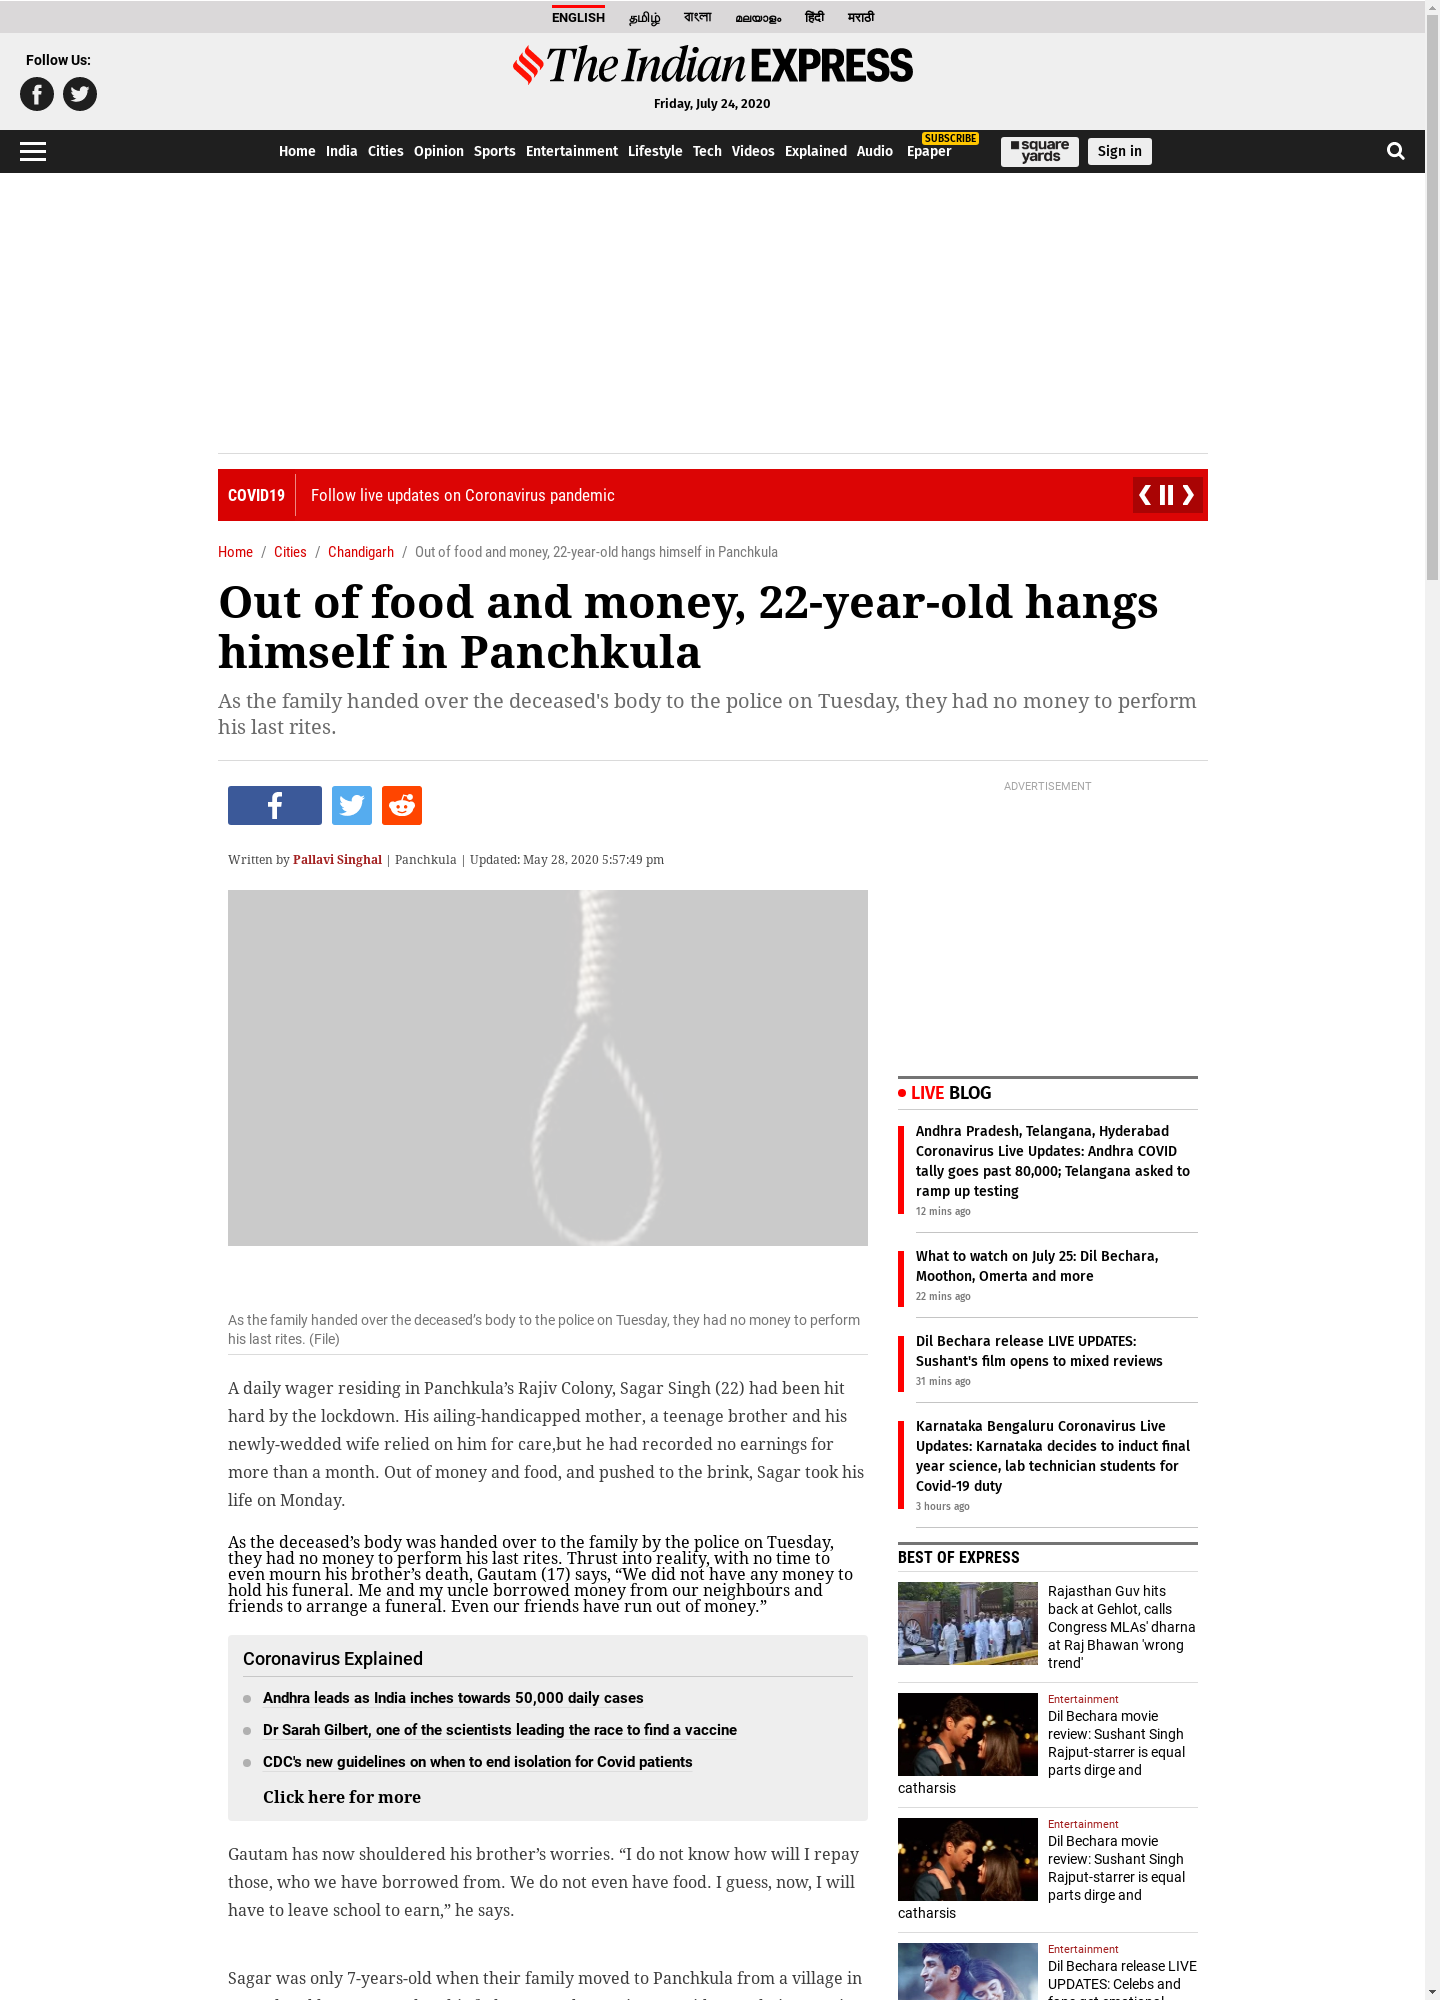 ENGLISH தமிழ் বাংলা മലയാളം हिंदी मराठी
Follow Us:
The Indian EXPRESS
Friday, July 24, 2020
Home India Cities Opinion Sports Entertainment Lifestyle Tech Videos Explained Audio Epaper SUBSCRIBE square yards Sign in
COVID19 Follow live updates on Coronavirus pandemic
Home / Cities / Chandigarh / Out of food and money, 22-year-old hangs himself in Panchkula
Out of food and money, 22-year-old hangs
himself in Panchkula
As the family handed over the deceased's body to the police on Tuesday, they had no money to perform
his last rites.
Written by Pallavi Singhal | Panchkula | Updated: May 28, 2020 5:57:49 pm
As the family handed over the deceased’s body to the police on Tuesday, they had no money to perform
his last rites. (File)
A daily wager residing in Panchkula’s Rajiv Colony, Sagar Singh (22) had been hit
hard by the lockdown. His ailing-handicapped mother, a teenage brother and his
newly-wedded wife relied on him for care,but he had recorded no earnings for
more than a month. Out of money and food, and pushed to the brink, Sagar took his
life on Monday.
As the deceased’s body was handed over to the family by the police on Tuesday,
they had no money to perform his last rites. Thrust into reality, with no time to
even mourn his brother’s death, Gautam (17) says, “We did not have any money to
hold his funeral. Me and my uncle borrowed money from our neighbours and
friends to arrange a funeral. Even our friends have run out of money.”
Coronavirus Explained
Andhra leads as India inches towards 50,000 daily cases
Dr Sarah Gilbert, one of the scientists leading the race to find a vaccine
CDC's new guidelines on when to end isolation for Covid patients
Click here for more
Gautam has now shouldered his brother’s worries. “I do not know how will I repay
those, who we have borrowed from. We do not even have food. I guess, now, I will
have to leave school to earn,” he says.
Sagar was only 7-years-old when their family moved to Panchkula from a village in
ADVERTISEMENT
LIVE BLOG
Andhra Pradesh, Telangana, Hyderabad
Coronavirus Live Updates: Andhra COVID
tally goes past 80,000; Telangana asked to
ramp up testing
12 mins ago
What to watch on July 25: Dil Bechara,
Moothon, Omerta and more
22 mins ago
Dil Bechara release LIVE UPDATES:
Sushant's film opens to mixed reviews
31 mins ago
Karnataka Bengaluru Coronavirus Live
Updates: Karnataka decides to induct final
year science, lab technician students for
Covid-19 duty
3 hours ago
BEST OF EXPRESS
Rajasthan Guv hits
back at Gehlot, calls
Congress MLAs' dharna
at Raj Bhawan 'wrong
trend'
Entertainment
Dil Bechara movie
review: Sushant Singh
Rajput-starrer is equal
parts dirge and
catharsis
Entertainment
Dil Bechara movie
review: Sushant Singh
Rajput-starrer is equal
parts dirge and
catharsis
Entertainment
Dil Bechara release LIVE
UPDATES: Celebs and